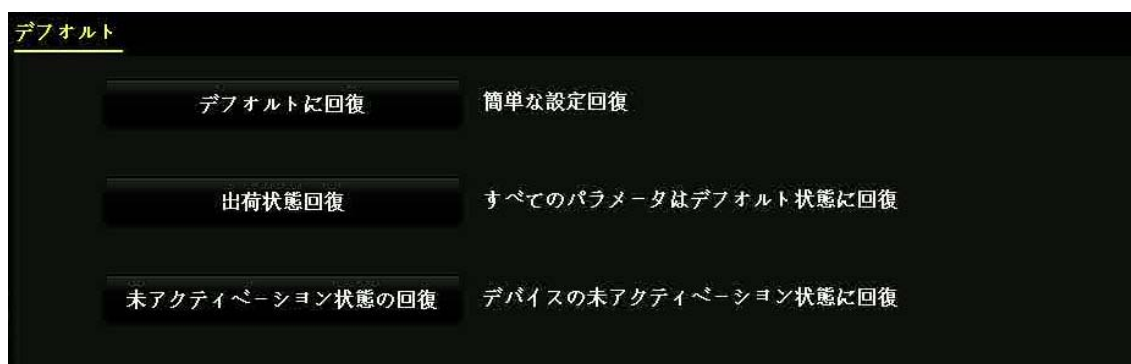 デフォルト
デフォルトに回復 簡単な設定回復
出荷状態回復 すべてのパラメータはデフォルト状態に回復
未アクティベーション状態の回復 デバイスの未アクティベーション状態に回復